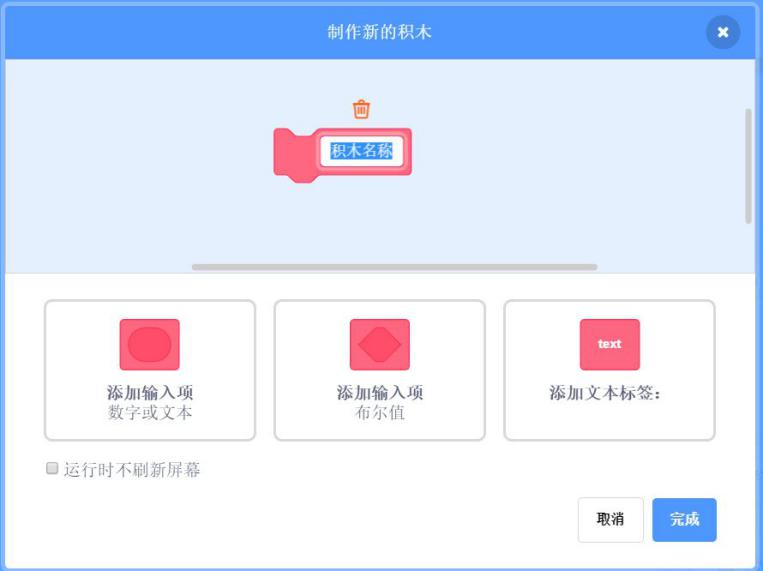 制作新的积木
积木名称
text
添加输入项
数字或文本
添加输入项
布尔值
添加文本标签：
运行时不刷新屏幕
取消
完成